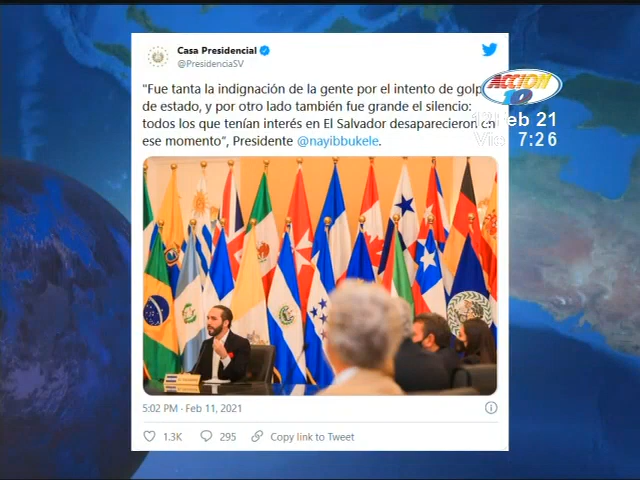 Casa Presidencial
@PresidenciaSV
"Fue tanta la indignación de la gente por el intento de golp
de estado, y por otro lado también fue grande el silencio:
todos los que tenían interés en El Salvador desaparecieron en
ese momento", Presidente @nayibbukele.
ACCION
10
Feb 21
Vie 7:26
5:02 PM · Feb 11, 2021
1.3K 295 Copy link to Tweet